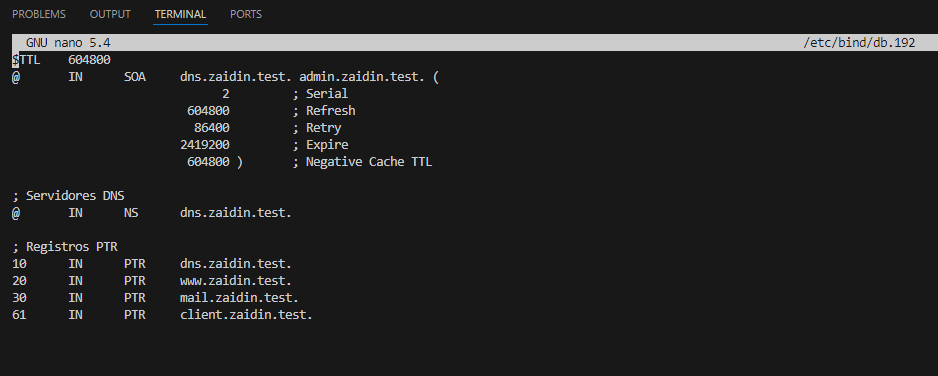 PROBLEMS OUTPUT TERMINAL PORTS
GNU nano 5.4 /etc/bind/db.192
$TTL 604800
@ IN SOA dns.zaidin.test. admin.zaidin.test. (
2 ; Serial
604800 ; Refresh
86400 ; Retry
2419200 ; Expire
604800 ) ; Negative Cache TTL
; Servidores DNS
@ IN NS dns.zaidin.test.
; Registros PTR
10 IN PTR dns.zaidin.test.
20 IN PTR www.zaidin.test.
30 IN PTR mail.zaidin.test.
61 IN PTR client.zaidin.test.